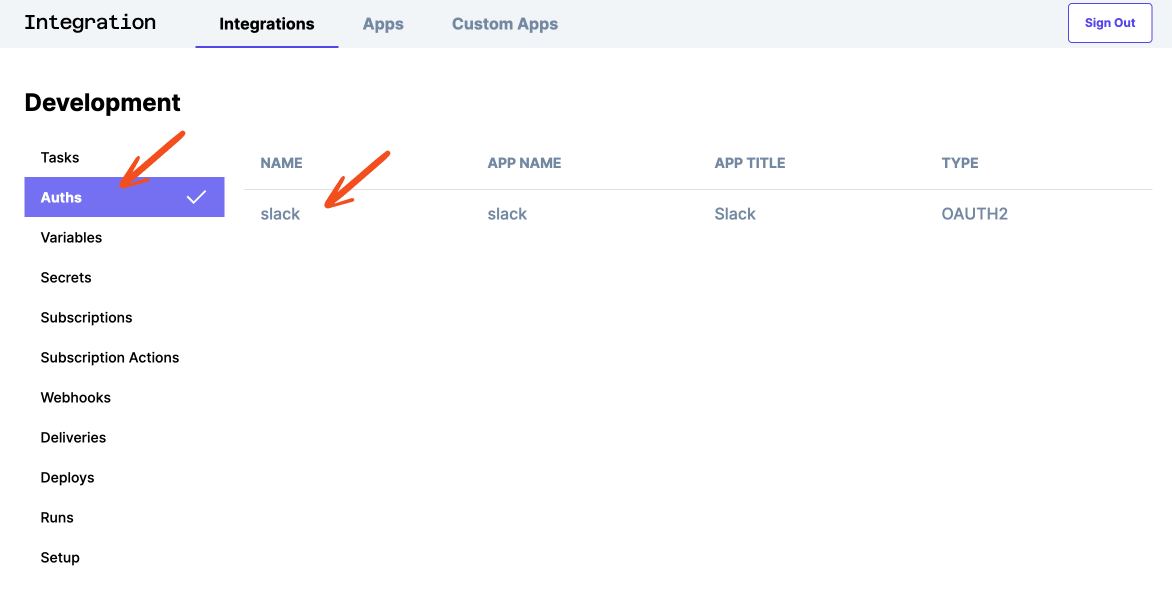 Integration Integrations Apps Custom Apps Sign Out
Development
Tasks
Auths
Variables
Secrets
Subscriptions
Subscription Actions
Webhooks
Deliveries
Deploys
Runs
Setup
NAME APP NAME APP TITLE TYPE
slack slack Slack OAUTH2